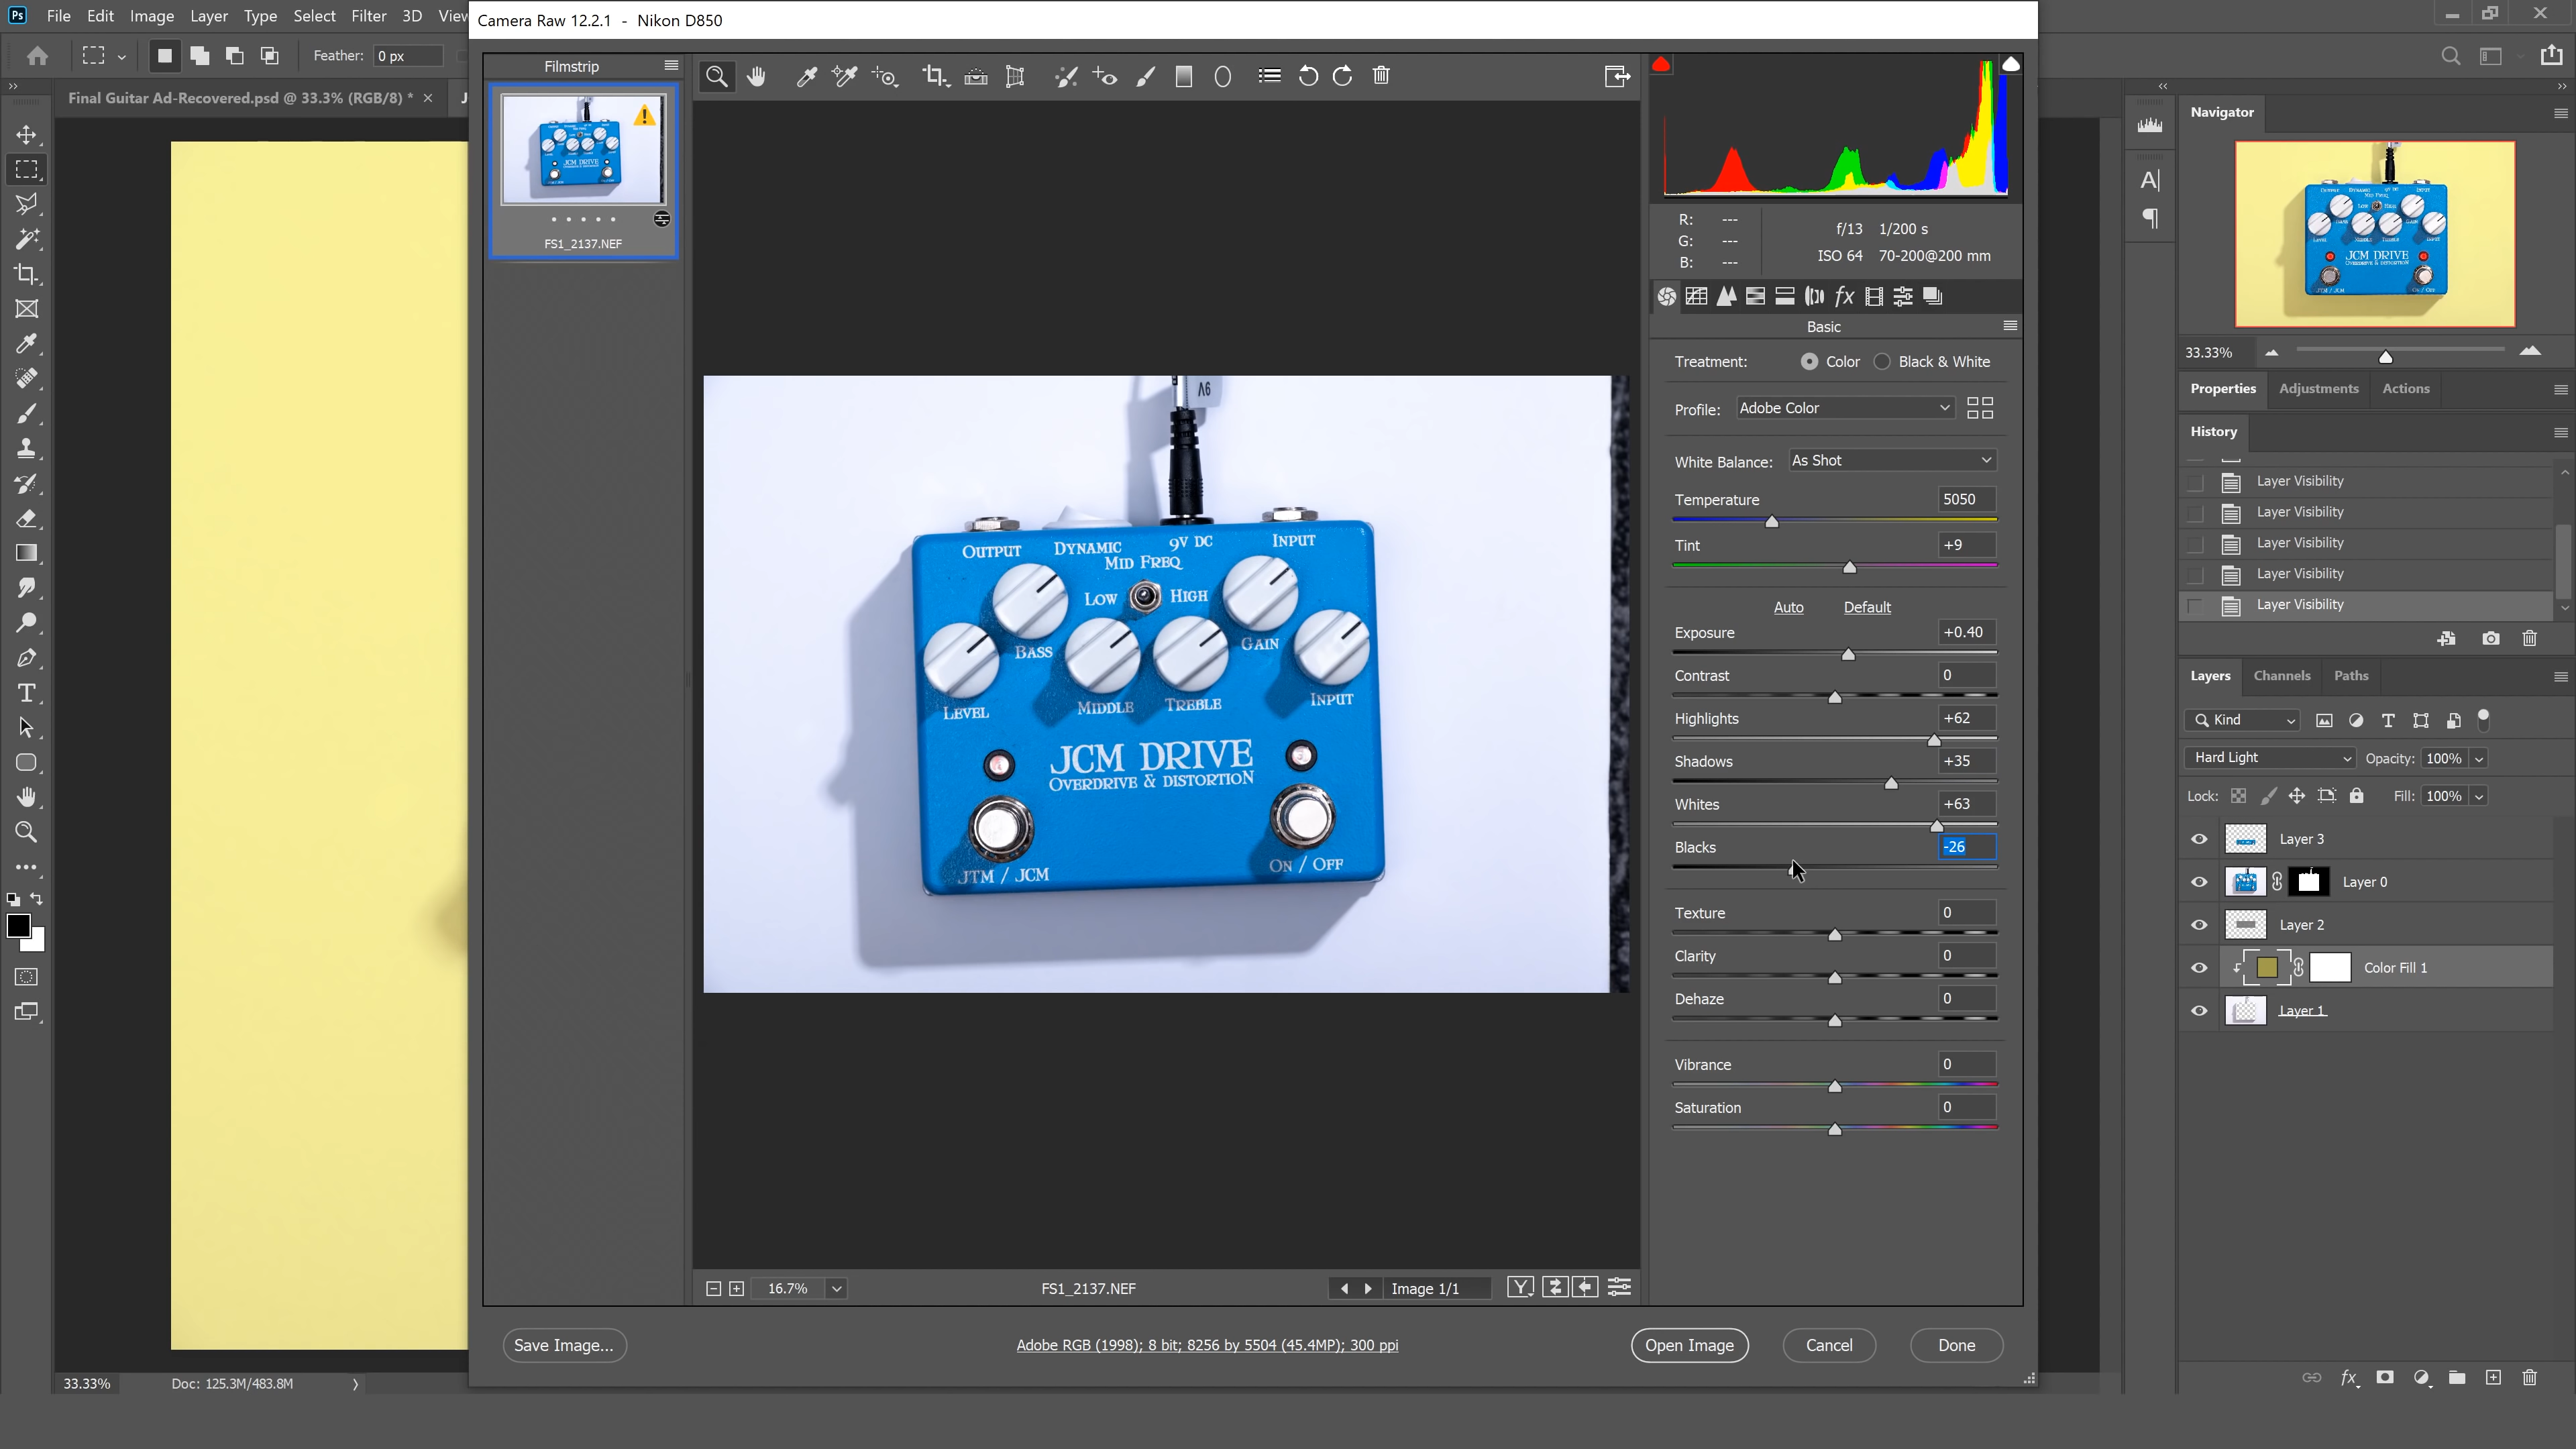 File Edit Image Layer Type Select Filter 3D View
Camera Raw 12.2.1 - Nikon D850
Feather: 0 px
Final Guitar Ad-Recovered.psd @ 33.3% (RGB/8) *
Filmstrip
FS1_2137.NEF
9V
OUTPUT DYNAMIC 9V DC INPUT
MID FREQ
LOW HIGH
BASS GAIN
LEVEL MIDDLE TREBLE INPUT
JCM DRIVE
OVERDRIVE & DISTORTION
JTM / JCM ON / OFF
16.7%
FS1_2137.NEF
Image 1/1
Save Image...
Adobe RGB (1998); 8 bit; 8256 by 5504 (45.4MP); 300 ppi
Open Image Cancel Done
33.33% Doc: 125.3M/483.8M
R: ---
G: ---
B: ---
f/13 1/200 s
ISO 64 70-200@200 mm
Basic
Treatment: Color Black & White
Profile: Adobe Color
White Balance: As Shot
Temperature 5050
Tint +9
Auto Default
Exposure +0.40
Contrast 0
Highlights +62
Shadows +35
Whites +63
Blacks -26
Texture 0
Clarity 0
Dehaze 0
Vibrance 0
Saturation 0
Navigator
JCM DRIVE
OVERDRIVE & DISTORTION
33.33%
Properties Adjustments Actions
History
Layer Visibility
Layer Visibility
Layer Visibility
Layer Visibility
Layer Visibility
Layers Channels Paths
Kind
Hard Light Opacity: 100%
Lock: Fill: 100%
Layer 3
Layer 0
Layer 2
Color Fill 1
Layer 1